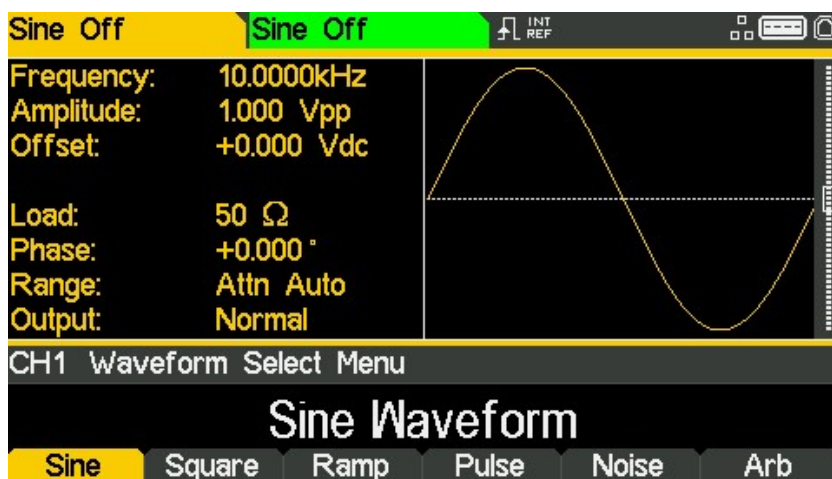 Sine Off Sine Off INT REF
Frequency: 10.0000kHz
Amplitude: 1.000 Vpp
Offset: +0.000 Vdc
Load: 50 Ω
Phase: +0.000 °
Range: Attn Auto
Output: Normal
CH1 Waveform Select Menu
Sine Waveform
Sine Square Ramp Pulse Noise Arb